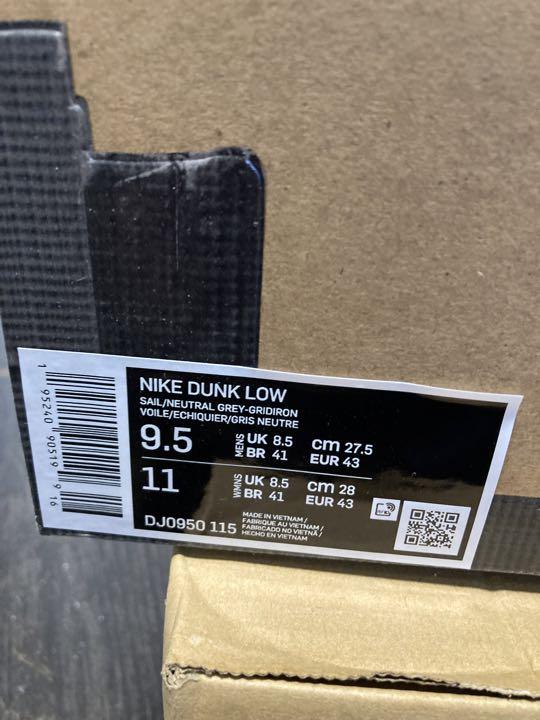 NIKE DUNK LOW
SAIL/NEUTRAL GREY-GRIDIRON
VOILE/ECHIQUIER/GRIS NEUTRE
9.5 MENS UK 8.5 cm 27.5
BR 41 EUR 43
11 WMNS UK 8.5 cm 28
BR 41 EUR 43
DJ0950 115
MADE IN VIETNAM /
FABRIQUE AU VIETNAM /
FABRICADO NO VIETNÃ /
HECHO EN VIETNAM
1 95240 90519 9 16